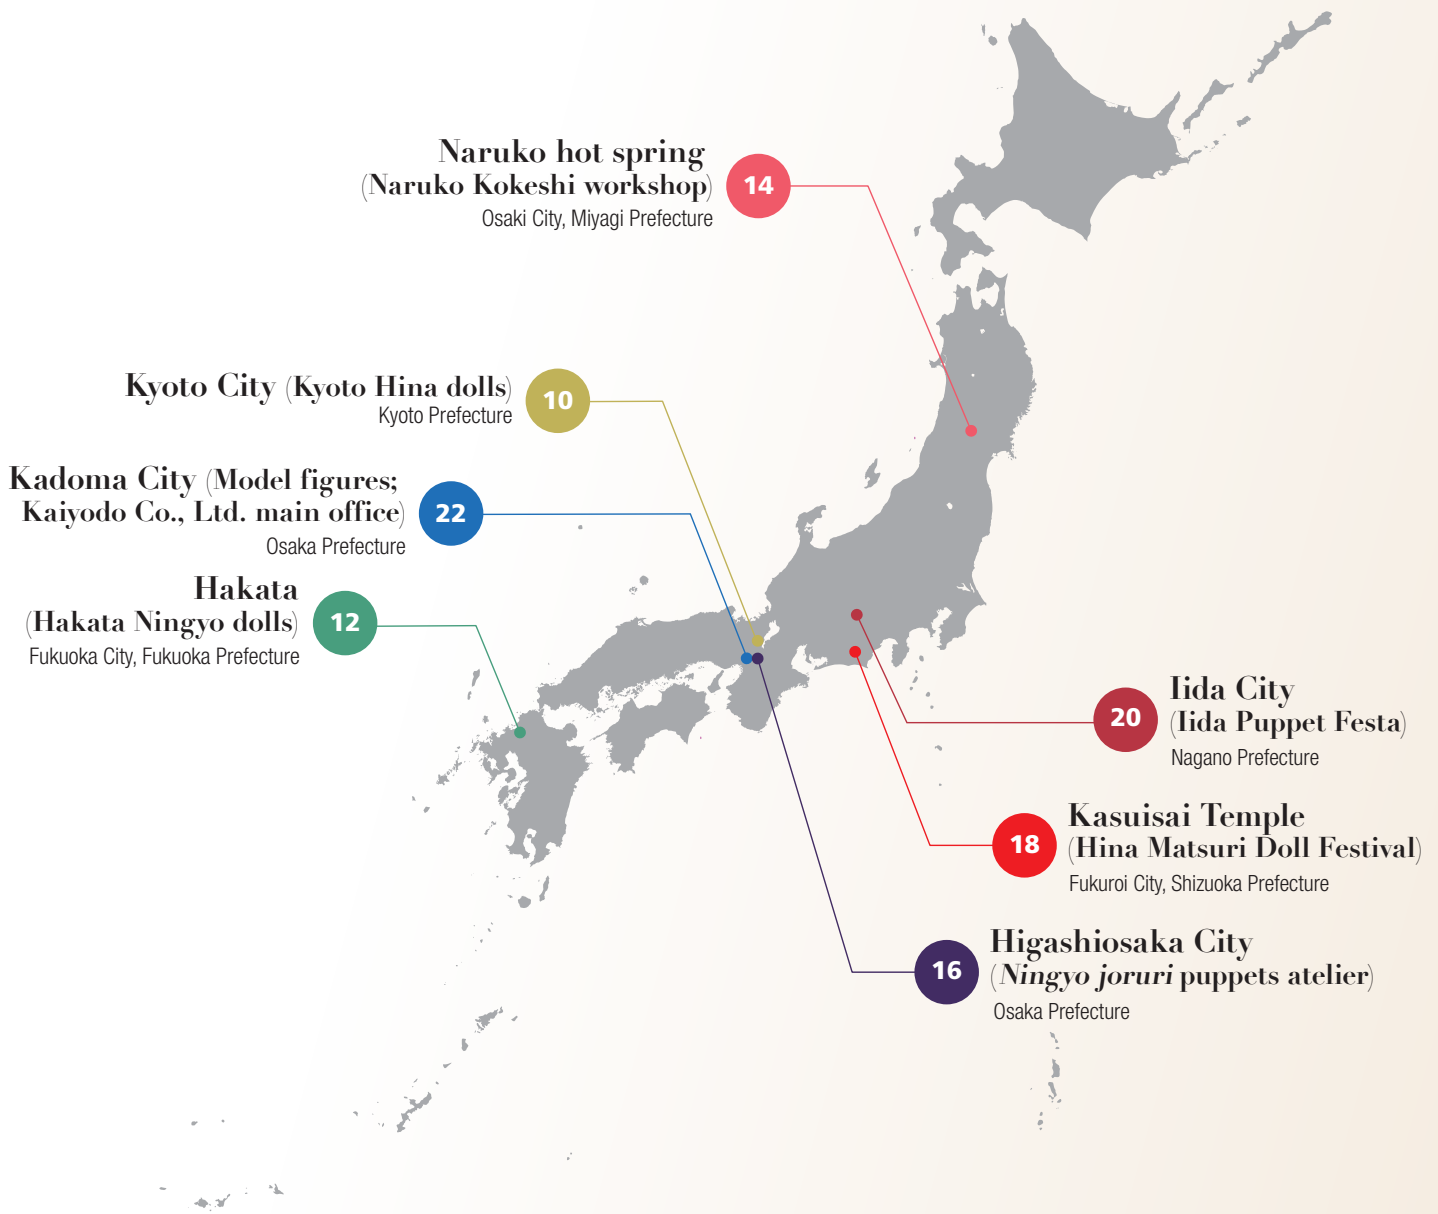 Naruko hot spring
(Naruko Kokeshi workshop)
Osaki City, Miyagi Prefecture
14
Kyoto City (Kyoto Hina dolls)
Kyoto Prefecture
10
Kadoma City (Model figures;
Kaiyodo Co., Ltd. main office)
Osaka Prefecture
22
Hakata
(Hakata Ningyo dolls)
Fukuoka City, Fukuoka Prefecture
12
20
Iida City
(Iida Puppet Festa)
Nagano Prefecture
18
Kasuisai Temple
(Hina Matsuri Doll Festival)
Fukuroi City, Shizuoka Prefecture
16
Higashiosaka City
(Ningyo joruri puppets atelier)
Osaka Prefecture